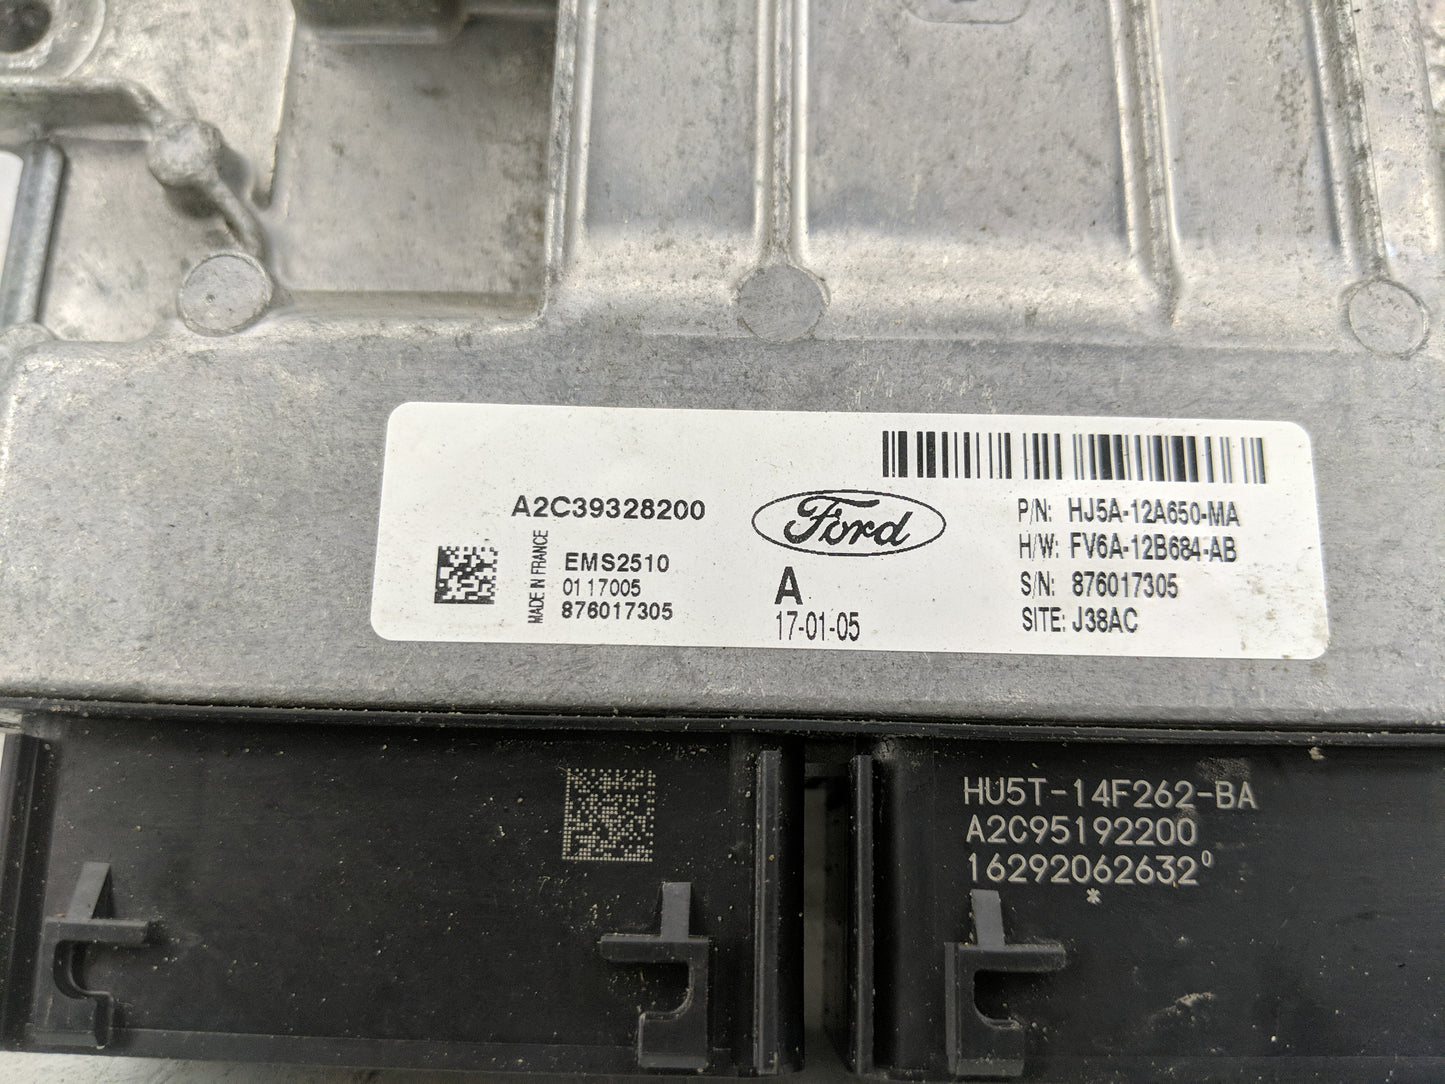 A2C39328200
MADE IN FRANCE
EMS2510
0117005
876017305
Ford
A
17-01-05
P/N: HJ5A-12A650-MA
H/W: FV6A-12B684-AB
S/N: 876017305
SITE: J38AC
HU5T-14F262-BA
A2C95192200
16292062632⁰
*